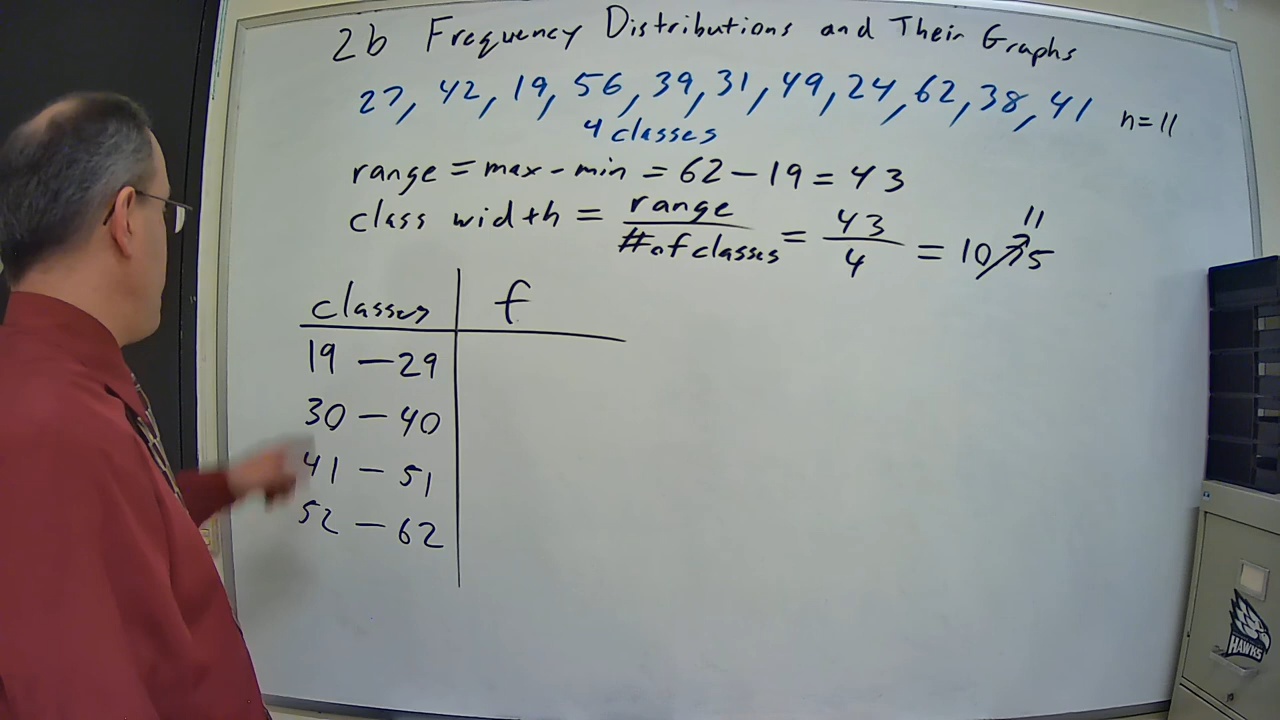 2b Frequency Distributions and Their Graphs
27, 42, 19, 56, 39, 31, 49, 24, 62, 38, 41 n=11
4 classes
range = max - min = 62 - 19 = 43
class width = range / # of classes = 43 / 4 = 10.75 11
classes f
19 - 29
30 - 40
41 - 51
52 - 62
HAWKS